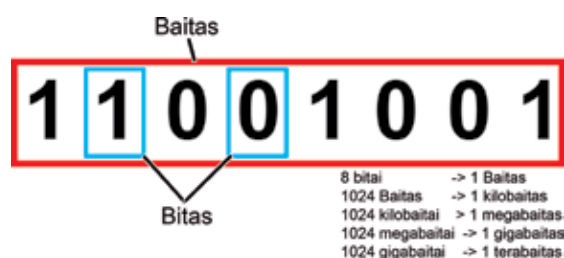 Baitas
1 1 0 0 1 0 0 1
Bitas
8 bitai -> 1 Baitas
1024 Baitas -> 1 kilobaitas
1024 kilobaitai > 1 megabaitas
1024 megabaitai -> 1 gigabaitas
1024 gigabaitai -> 1 terabaitas